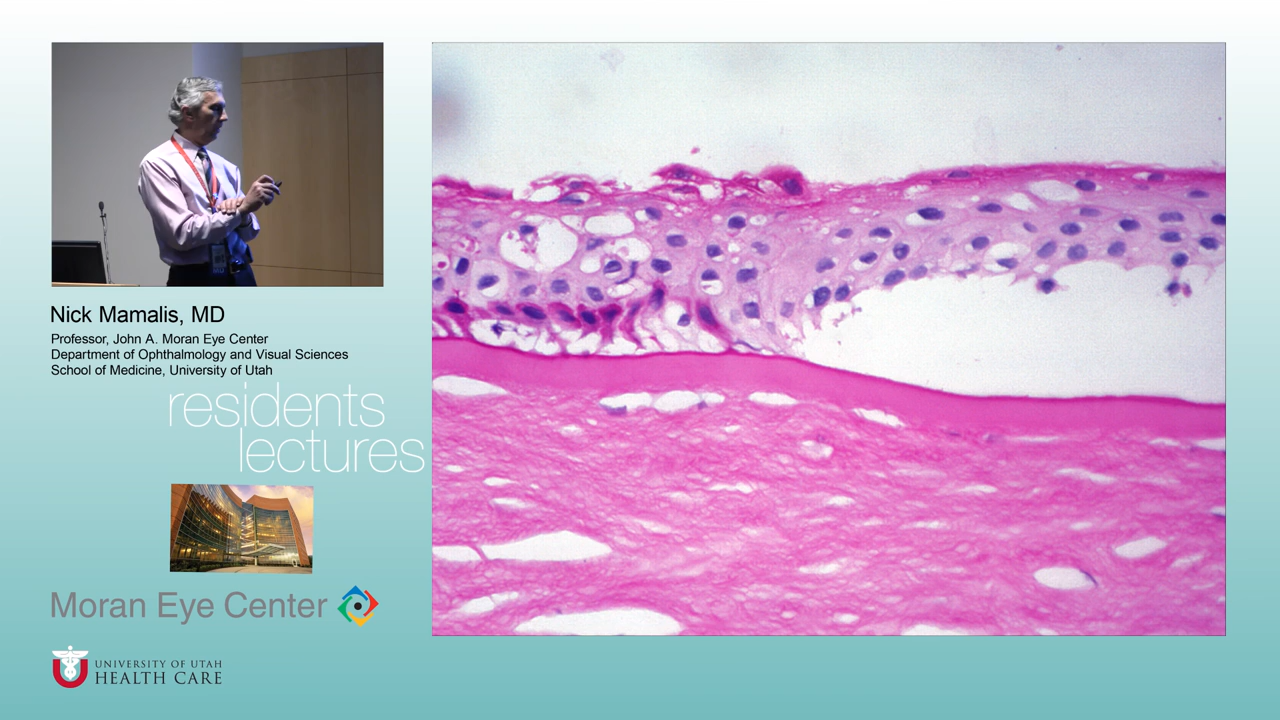 Nick Mamalis, MD
Professor, John A. Moran Eye Center
Department of Ophthalmology and Visual Sciences
School of Medicine, University of Utah
residents
lectures
Moran Eye Center
UNIVERSITY OF UTAH
HEALTH CARE